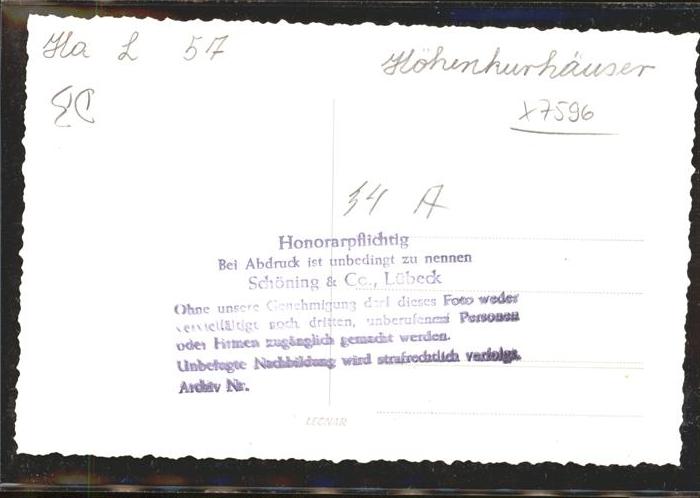 Ha L 57
Höhenkurhäuser
EC
X7596
34 A
Honorarpflichtig
Bei Abdruck ist unbedingt zu nennen
Schöning & Co., Lübeck
Ohne unsere Genehmigung darf dieses Foto weder
vervielfältigt noch dritten, unberufenen Personen
oder Firmen zugänglich gemacht werden.
Unbefugte Nachbildung wird strafrechtlich verfolgt.
Archiv Nr.
LEONAR